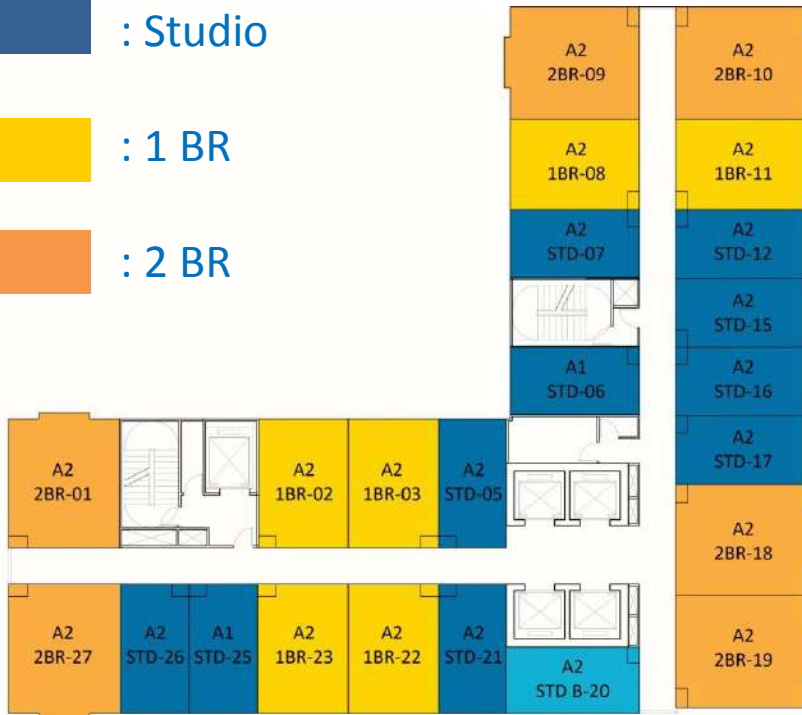 : Studio
: 1 BR
: 2 BR
A2
2BR-09
A2
2BR-10
A2
1BR-08
A2
1BR-11
A2
STD-07
A2
STD-12
A2
STD-15
A1
STD-06
A2
STD-16
A2
STD-17
A2
2BR-01
A2
1BR-02
A2
1BR-03
A2
STD-05
A2
2BR-18
A2
2BR-27
A2
STD-26
A1
STD-25
A2
1BR-23
A2
1BR-22
A2
STD-21
A2
STD B-20
A2
2BR-19